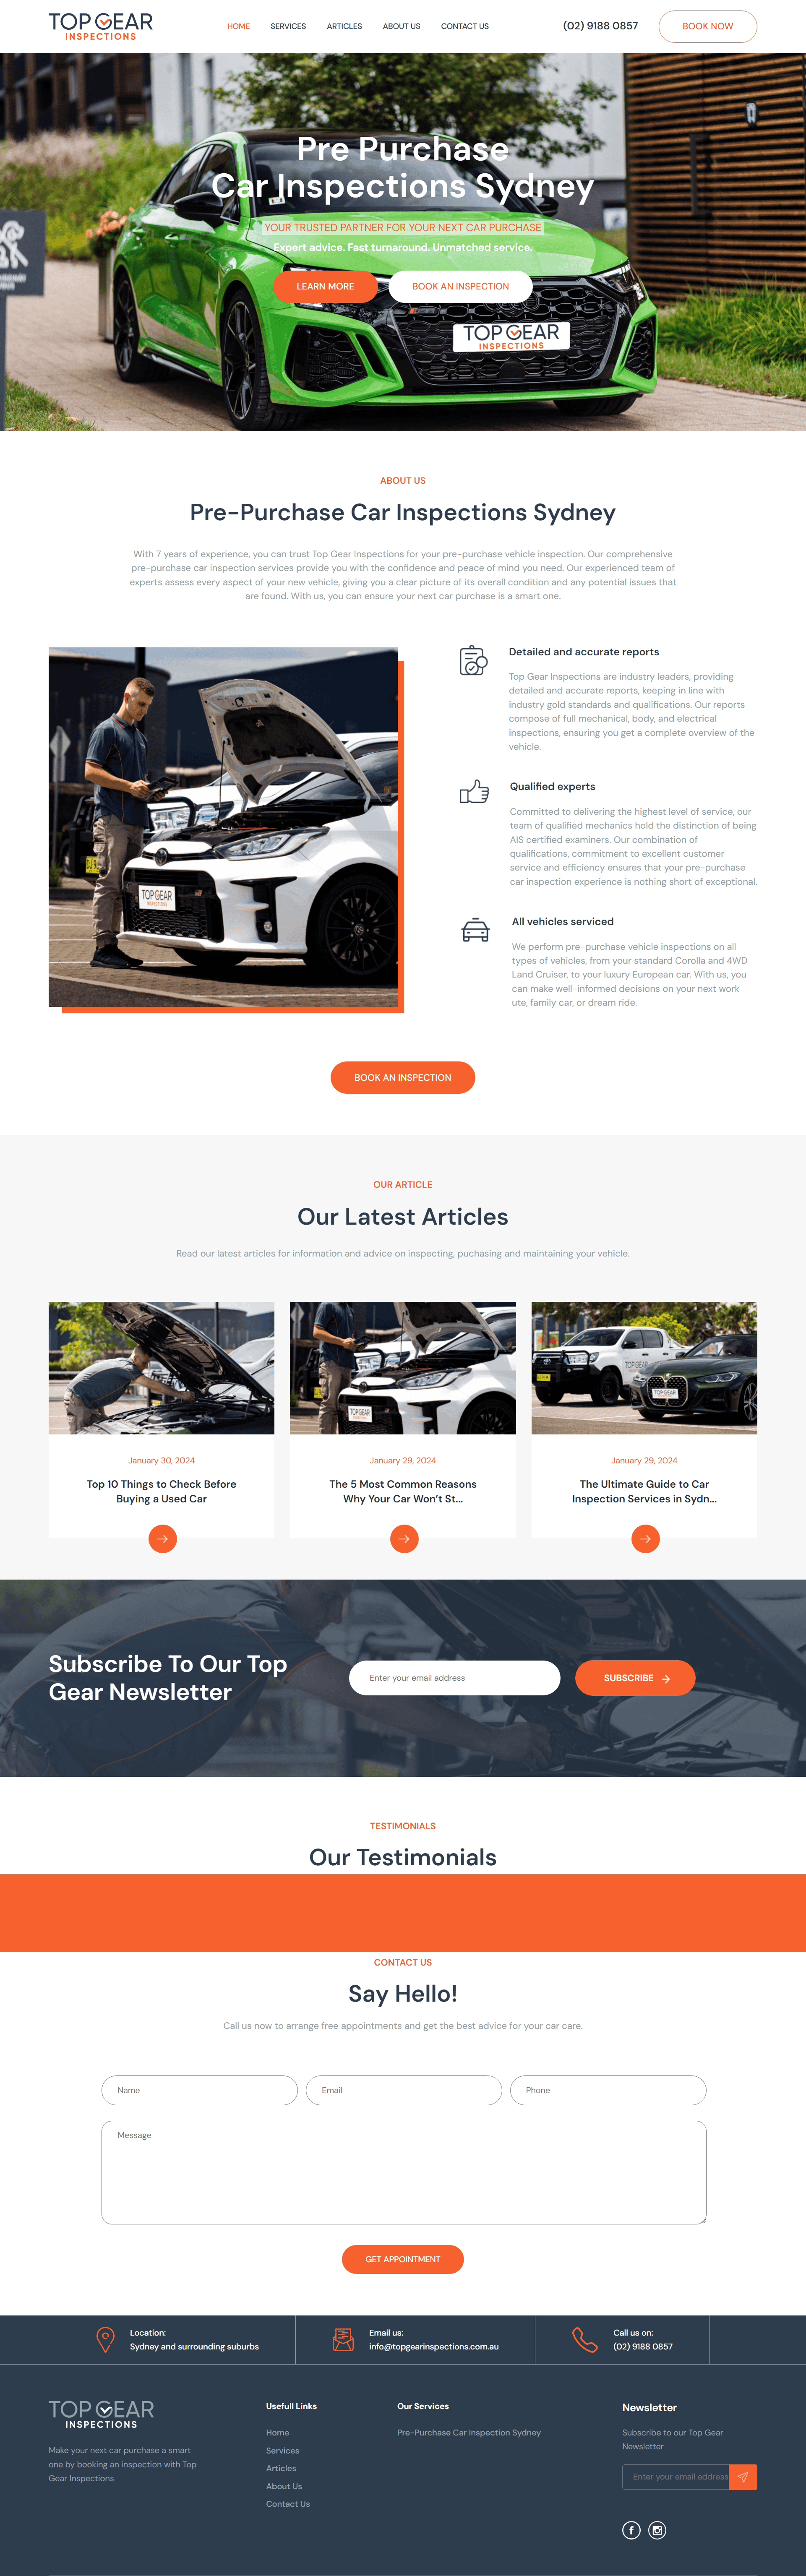 TOP GEAR
INSPECTIONS
HOME
SERVICES
ARTICLES
ABOUT US
CONTACT US
(02) 9188 0857
BOOK NOW
Pre Purchase
Car Inspections Sydney
YOUR TRUSTED PARTNER FOR YOUR NEXT CAR PURCHASE
Expert advice. Fast turnaround. Unmatched service.
LEARN MORE
BOOK AN INSPECTION
TOP GEAR
INSPECTIONS
ABOUT US
Pre-Purchase Car Inspections Sydney
With 7 years of experience, you can trust Top Gear Inspections for your pre-purchase vehicle inspection. Our comprehensive
pre-purchase car inspection services provide you with the confidence and peace of mind you need. Our experienced team of
experts assess every aspect of your new vehicle, giving you a clear picture of its overall condition and any potential issues that
are found. With us, you can ensure your next car purchase is a smart one.
TOP GEAR
INSPECTIONS
Detailed and accurate reports
Top Gear Inspections are industry leaders, providing
detailed and accurate reports, keeping in line with
industry gold standards and qualifications. Our reports
compose of full mechanical, body, and electrical
inspections, ensuring you get a complete overview of the
vehicle.
Qualified experts
Committed to delivering the highest level of service, our
team of qualified mechanics hold the distinction of being
AIS certified examiners. Our combination of
qualifications, commitment to excellent customer
service and efficiency ensures that your pre-purchase
car inspection experience is nothing short of exceptional.
All vehicles serviced
We perform pre-purchase vehicle inspections on all
types of vehicles, from your standard Corolla and 4WD
Land Cruiser, to your luxury European car. With us, you
can make well-informed decisions on your next work
ute, family car, or dream ride.
BOOK AN INSPECTION
OUR ARTICLE
Our Latest Articles
Read our latest articles for information and advice on inspecting, puchasing and maintaining your vehicle.
TOP GEAR
TOP GEAR
TOP GEAR
January 30, 2024
Top 10 Things to Check Before
Buying a Used Car
January 29, 2024
The 5 Most Common Reasons
Why Your Car Won't St...
January 29, 2024
The Ultimate Guide to Car
Inspection Services in Sydn...
Subscribe To Our Top
Gear Newsletter
Enter your email address
SUBSCRIBE
TESTIMONIALS
Our Testimonials
CONTACT US
Say Hello!
Call us now to arrange free appointments and get the best advice for your car care.
Name
Email
Phone
Message
GET APPOINTMENT
Location:
Sydney and surrounding suburbs
Email us:
info@topgearinspections.com.au
Call us on:
(02) 9188 0857
TOP GEAR
INSPECTIONS
Make your next car purchase a smart
one by booking an inspection with Top
Gear Inspections
Usefull Links
Home
Services
Articles
About Us
Contact Us
Our Services
Pre-Purchase Car Inspection Sydney
Newsletter
Subscribe to our Top Gear
Newsletter
Enter your email address